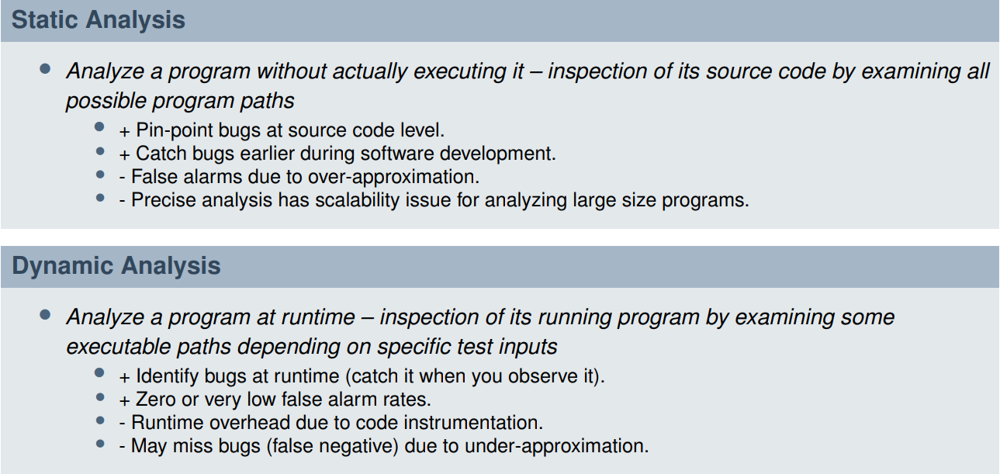 Static Analysis
• Analyze a program without actually executing it – inspection of its source code by examining all
possible program paths
• + Pin-point bugs at source code level.
• + Catch bugs earlier during software development.
• - False alarms due to over-approximation.
• - Precise analysis has scalability issue for analyzing large size programs.
Dynamic Analysis
• Analyze a program at runtime – inspection of its running program by examining some
executable paths depending on specific test inputs
• + Identify bugs at runtime (catch it when you observe it).
• + Zero or very low false alarm rates.
• - Runtime overhead due to code instrumentation.
• - May miss bugs (false negative) due to under-approximation.